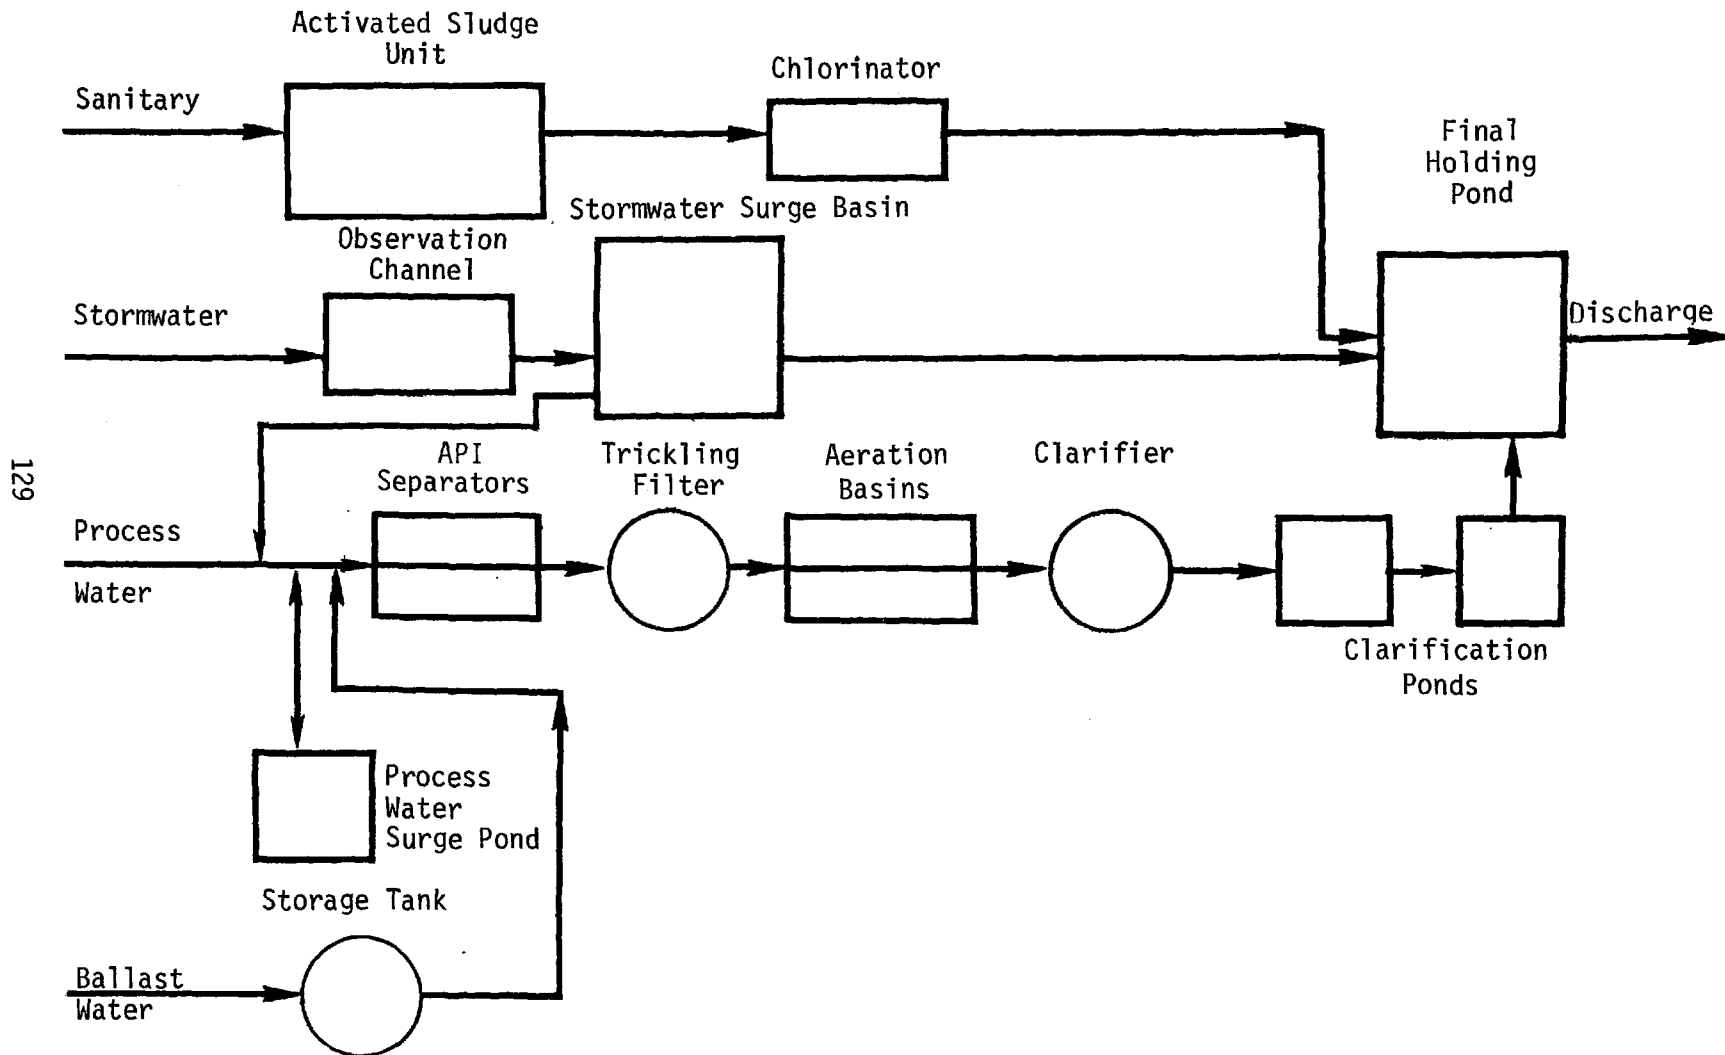 Activated Sludge
Unit
Chlorinator
Sanitary
Final
Holding
Pond
Stormwater Surge Basin
Observation
Channel
Stormwater
Discharge
API
Separators
Trickling
Filter
Aeration
Basins
Clarifier
129
Process
Water
Clarification
Ponds
Process
Water
Surge Pond
Storage Tank
Ballast
Water